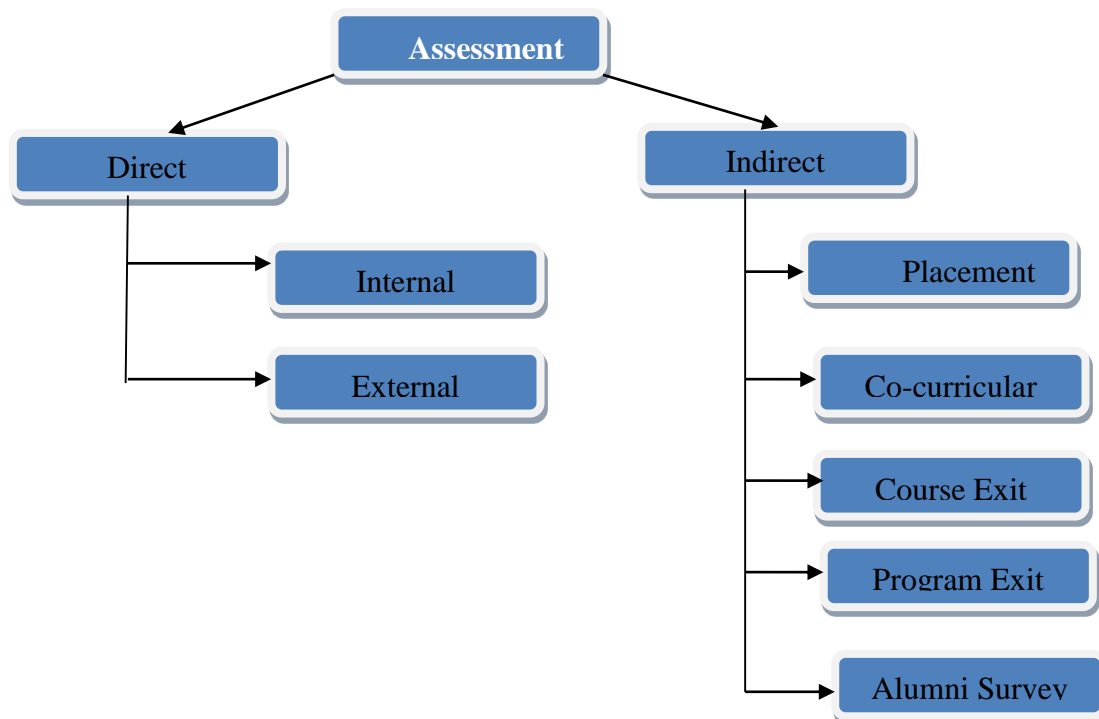 Assessment
Direct
Indirect
Internal
External
Placement
Co-curricular
Course Exit
Program Exit
Alumni Survey